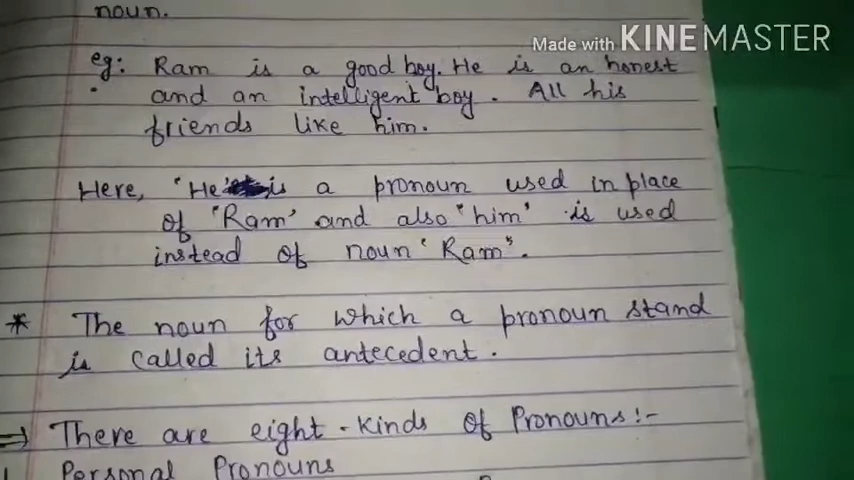 noun.
Made with KINEMASTER
eg: Ram is a good boy. He is an honest
and an intelligent boy. All his
friends like him.
Here, 'He' is a pronoun used in place
of 'Ram' and also 'him' is used
instead of noun 'Ram".
* The noun for which a pronoun stand
is called its antecedent.
⇒ There are eight - kinds of Pronouns:-
Personal Pronouns